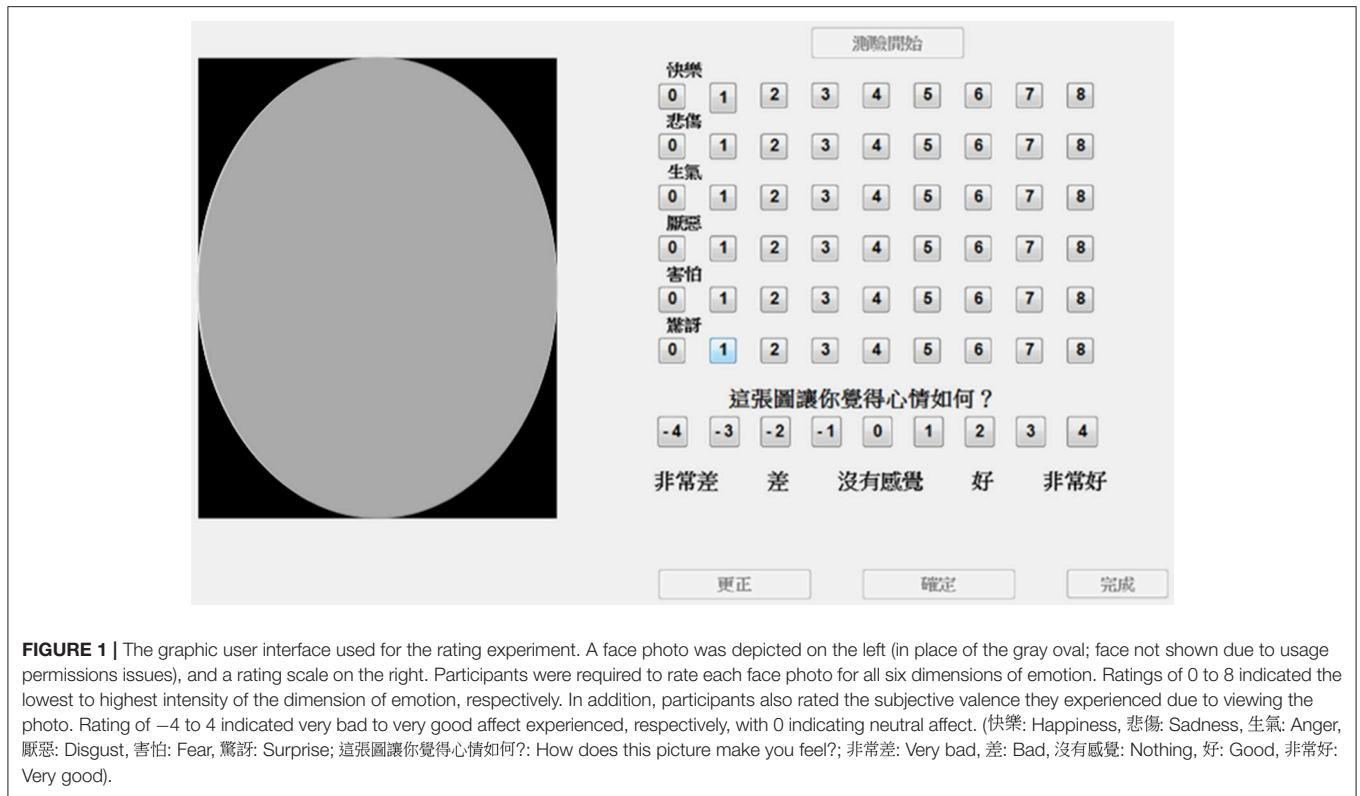 測驗開始
快樂
0 1 2 3 4 5 6 7 8
悲傷
0 1 2 3 4 5 6 7 8
生氣
0 1 2 3 4 5 6 7 8
厭惡
0 1 2 3 4 5 6 7 8
害怕
0 1 2 3 4 5 6 7 8
驚訝
0 1 2 3 4 5 6 7 8
這張圖讓你覺得心情如何？
-4 -3 -2 -1 0 1 2 3 4
非常差 差 沒有感覺 好 非常好
更正 確定 完成
FIGURE 1 | The graphic user interface used for the rating experiment. A face photo was depicted on the left (in place of the gray oval; face not shown due to usage
permissions issues), and a rating scale on the right. Participants were required to rate each face photo for all six dimensions of emotion. Ratings of 0 to 8 indicated the
lowest to highest intensity of the dimension of emotion, respectively. In addition, participants also rated the subjective valence they experienced due to viewing the
photo. Rating of −4 to 4 indicated very bad to very good affect experienced, respectively, with 0 indicating neutral affect. (快樂: Happiness, 悲傷: Sadness, 生氣: Anger,
厭惡: Disgust, 害怕: Fear, 驚訝: Surprise; 這張圖讓你覺得心情如何?: How does this picture make you feel?; 非常差: Very bad, 差: Bad, 沒有感覺: Nothing, 好: Good, 非常好:
Very good).